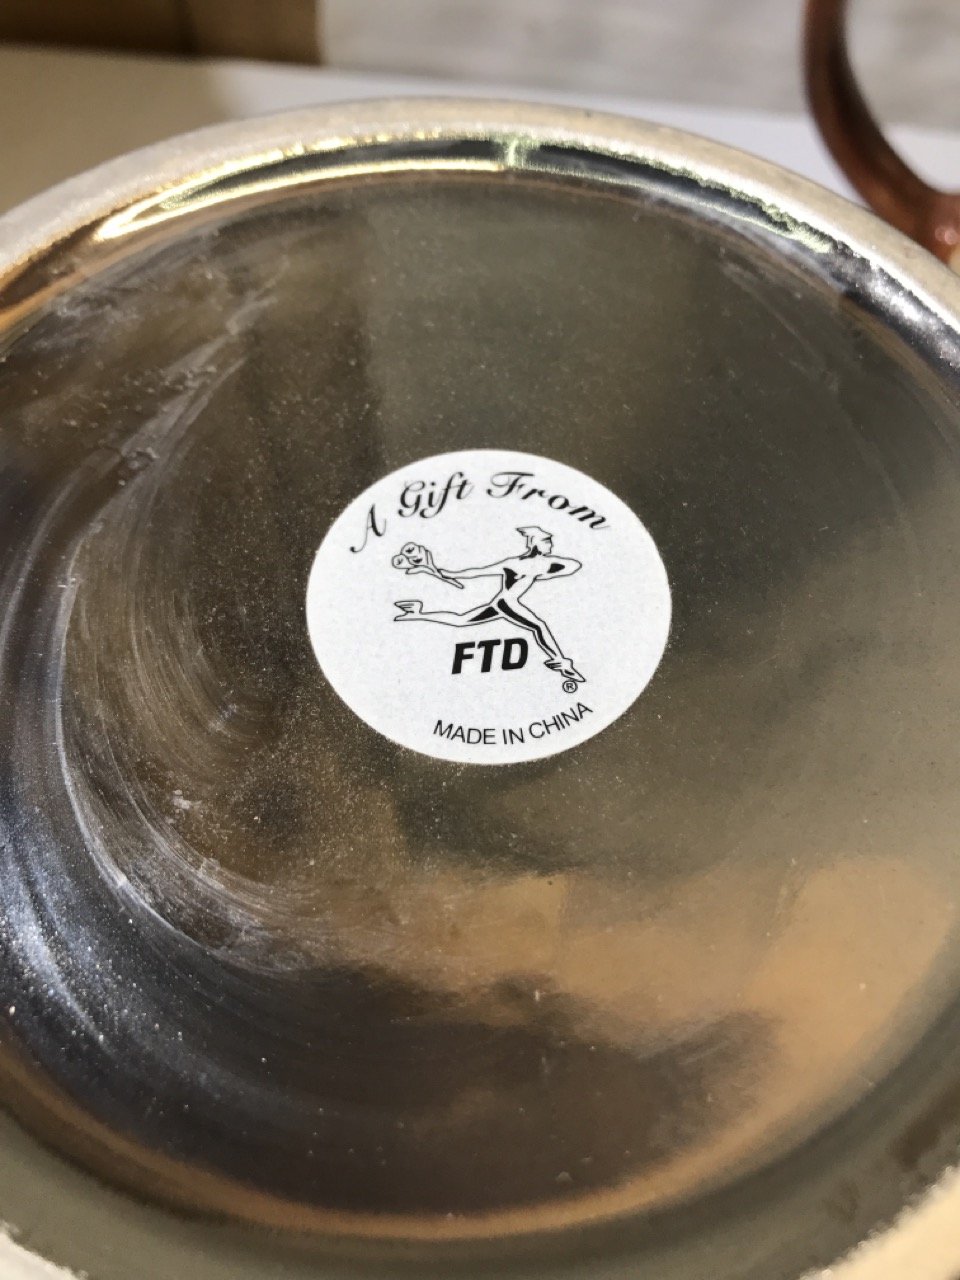 A Gift From
FTD
®
MADE IN CHINA